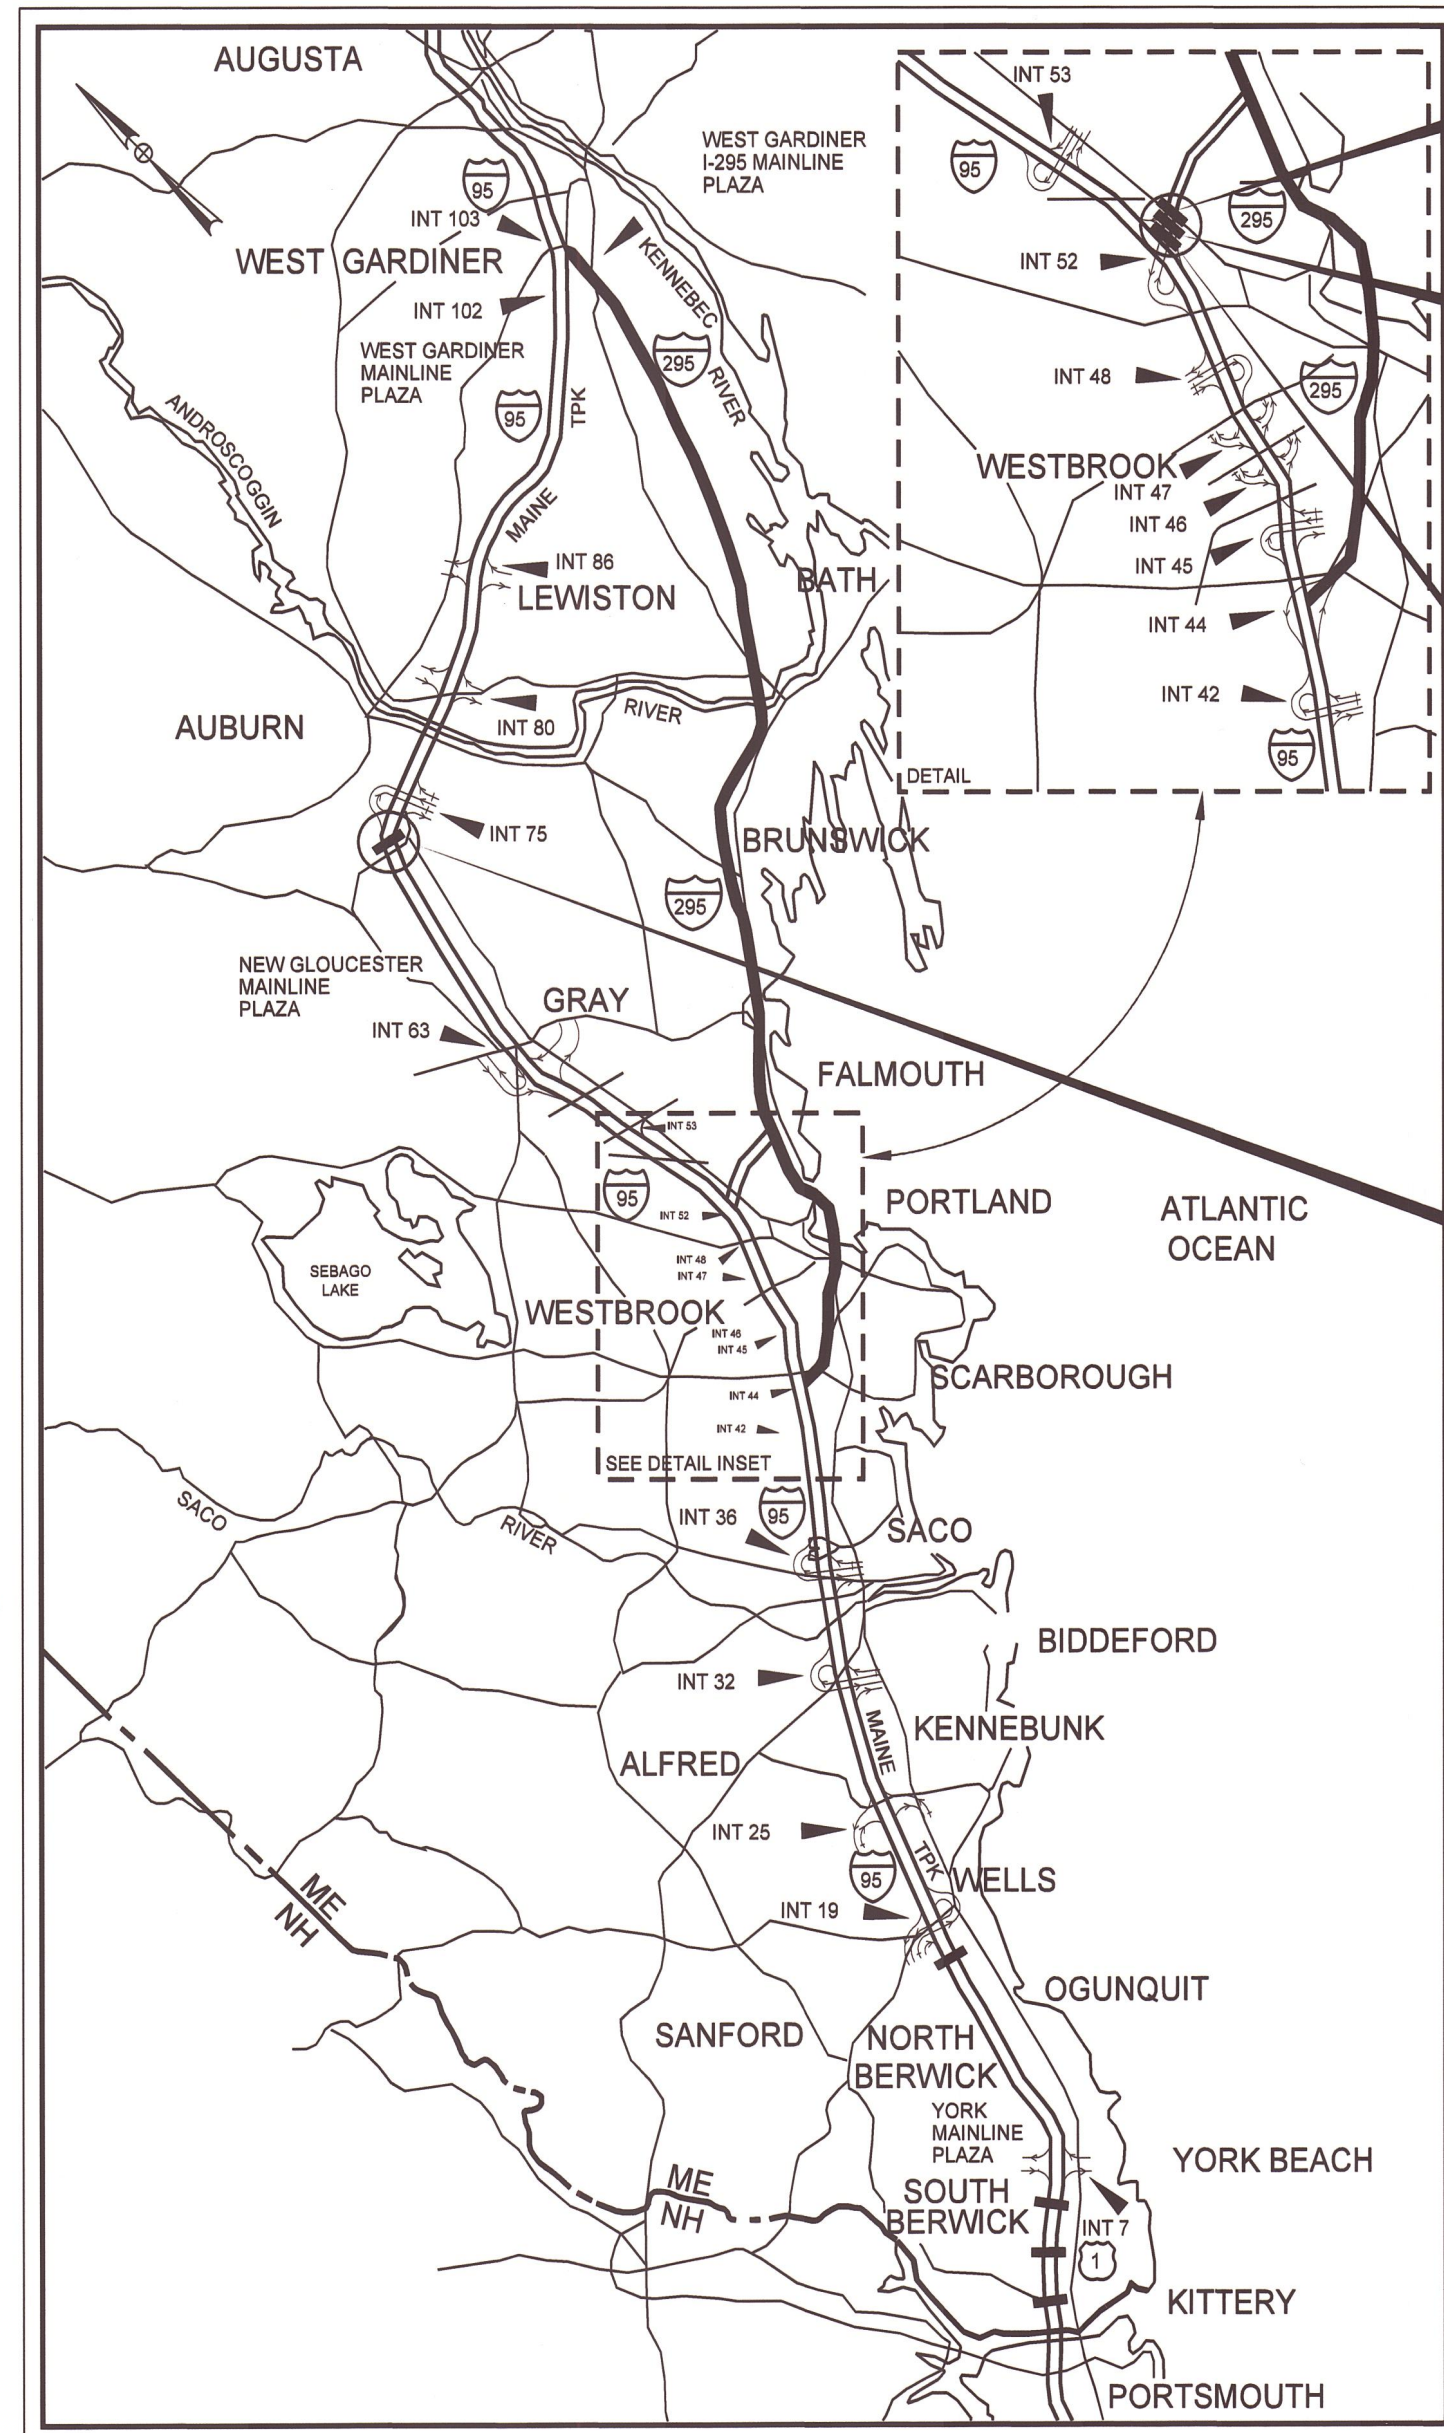 AUGUSTA
INT 53
WEST GARDINER
I-295 MAINLINE
PLAZA
95
95
295
INT 103
KENNEBEC
RIVER
WEST GARDINER
INT 52
INT 102
WEST GARDINER
MAINLINE
PLAZA
295
INT 48
295
95
TPK
MAINE
ANDROSCOGGIN
RIVER
WESTBROOK
INT 47
INT 46
INT 45
INT 86
LEWISTON
BATH
INT 44
INT 42
95
DETAIL
AUBURN
INT 80
INT 75
BRUNSWICK
295
NEW GLOUCESTER
MAINLINE
PLAZA
GRAY
INT 63
FALMOUTH
INT 53
95
INT 52
PORTLAND
ATLANTIC
OCEAN
INT 48
INT 47
SEBAGO
LAKE
WESTBROOK
INT 46
INT 45
SCARBOROUGH
INT 44
INT 42
SEE DETAIL INSET
SACO
RIVER
INT 36
95
SACO
BIDDEFORD
INT 32
MAINE
TPK
KENNEBUNK
ALFRED
INT 25
95
WELLS
INT 19
ME
NH
OGUNQUIT
SANFORD
NORTH
BERWICK
YORK
MAINLINE
PLAZA
YORK BEACH
ME
NH
SOUTH
BERWICK
INT 7
1
KITTERY
PORTSMOUTH